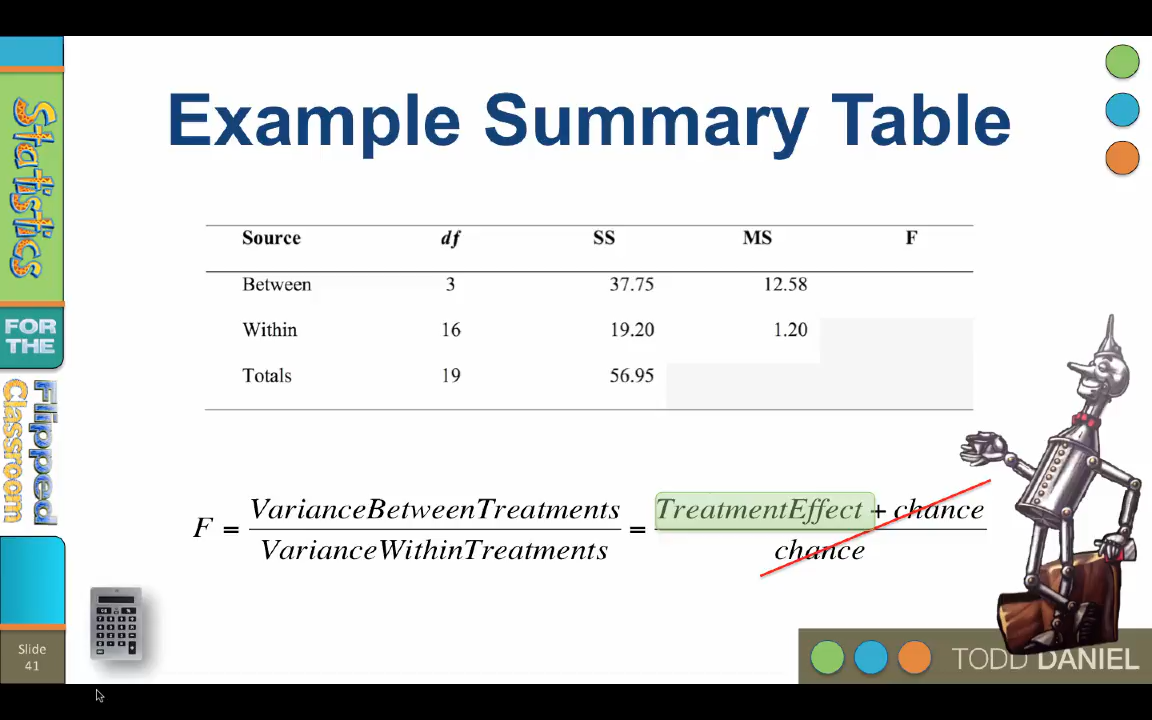 Example Summary Table
Source df SS MS F
Between 3 37.75 12.58
Within 16 19.20 1.20
Totals 19 56.95
F = VarianceBetweenTreatments / VarianceWithinTreatments = TreatmentEffect + chance / chance
Statistics
FOR THE
Flipped
Classroom
Slide
41
TODD DANIEL